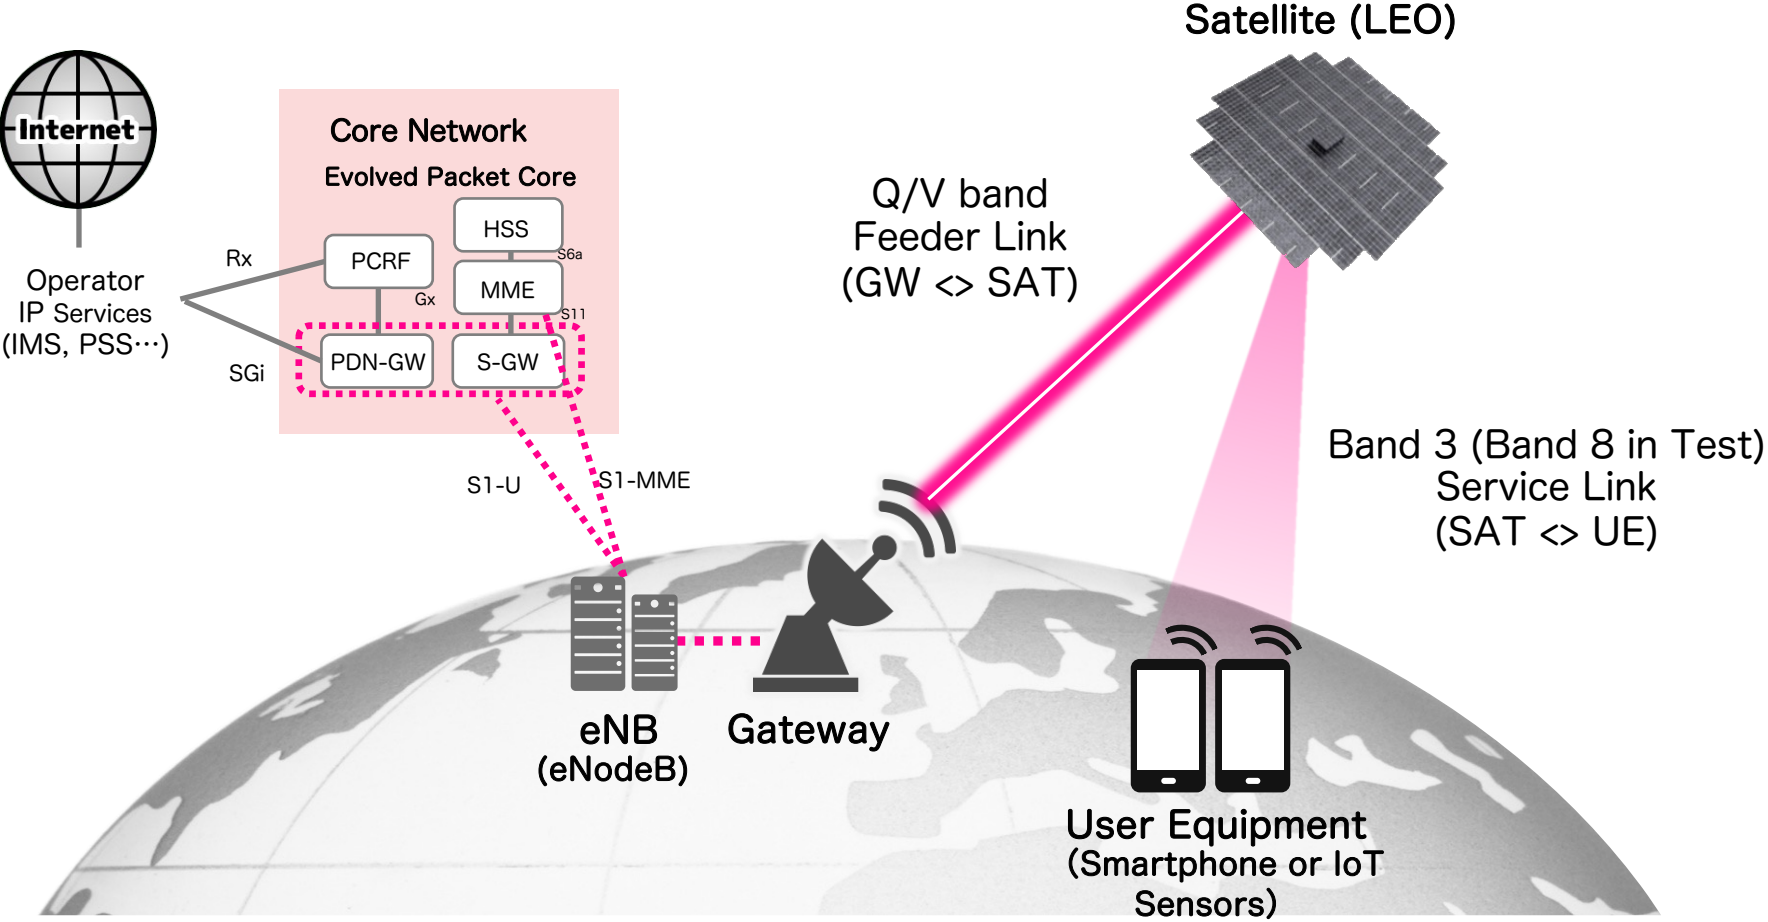 Satellite (LEO)
Internet
Core Network
Evolved Packet Core
HSS
S6a
PCRF
MME
Gx
S11
PDN-GW
S-GW
Rx
SGi
Operator
IP Services
(IMS, PSS…)
Q/V band
Feeder Link
(GW <> SAT)
S1-U
S1-MME
Band 3 (Band 8 in Test)
Service Link
(SAT <> UE)
eNB
(eNodeB)
Gateway
User Equipment
(Smartphone or IoT
Sensors)